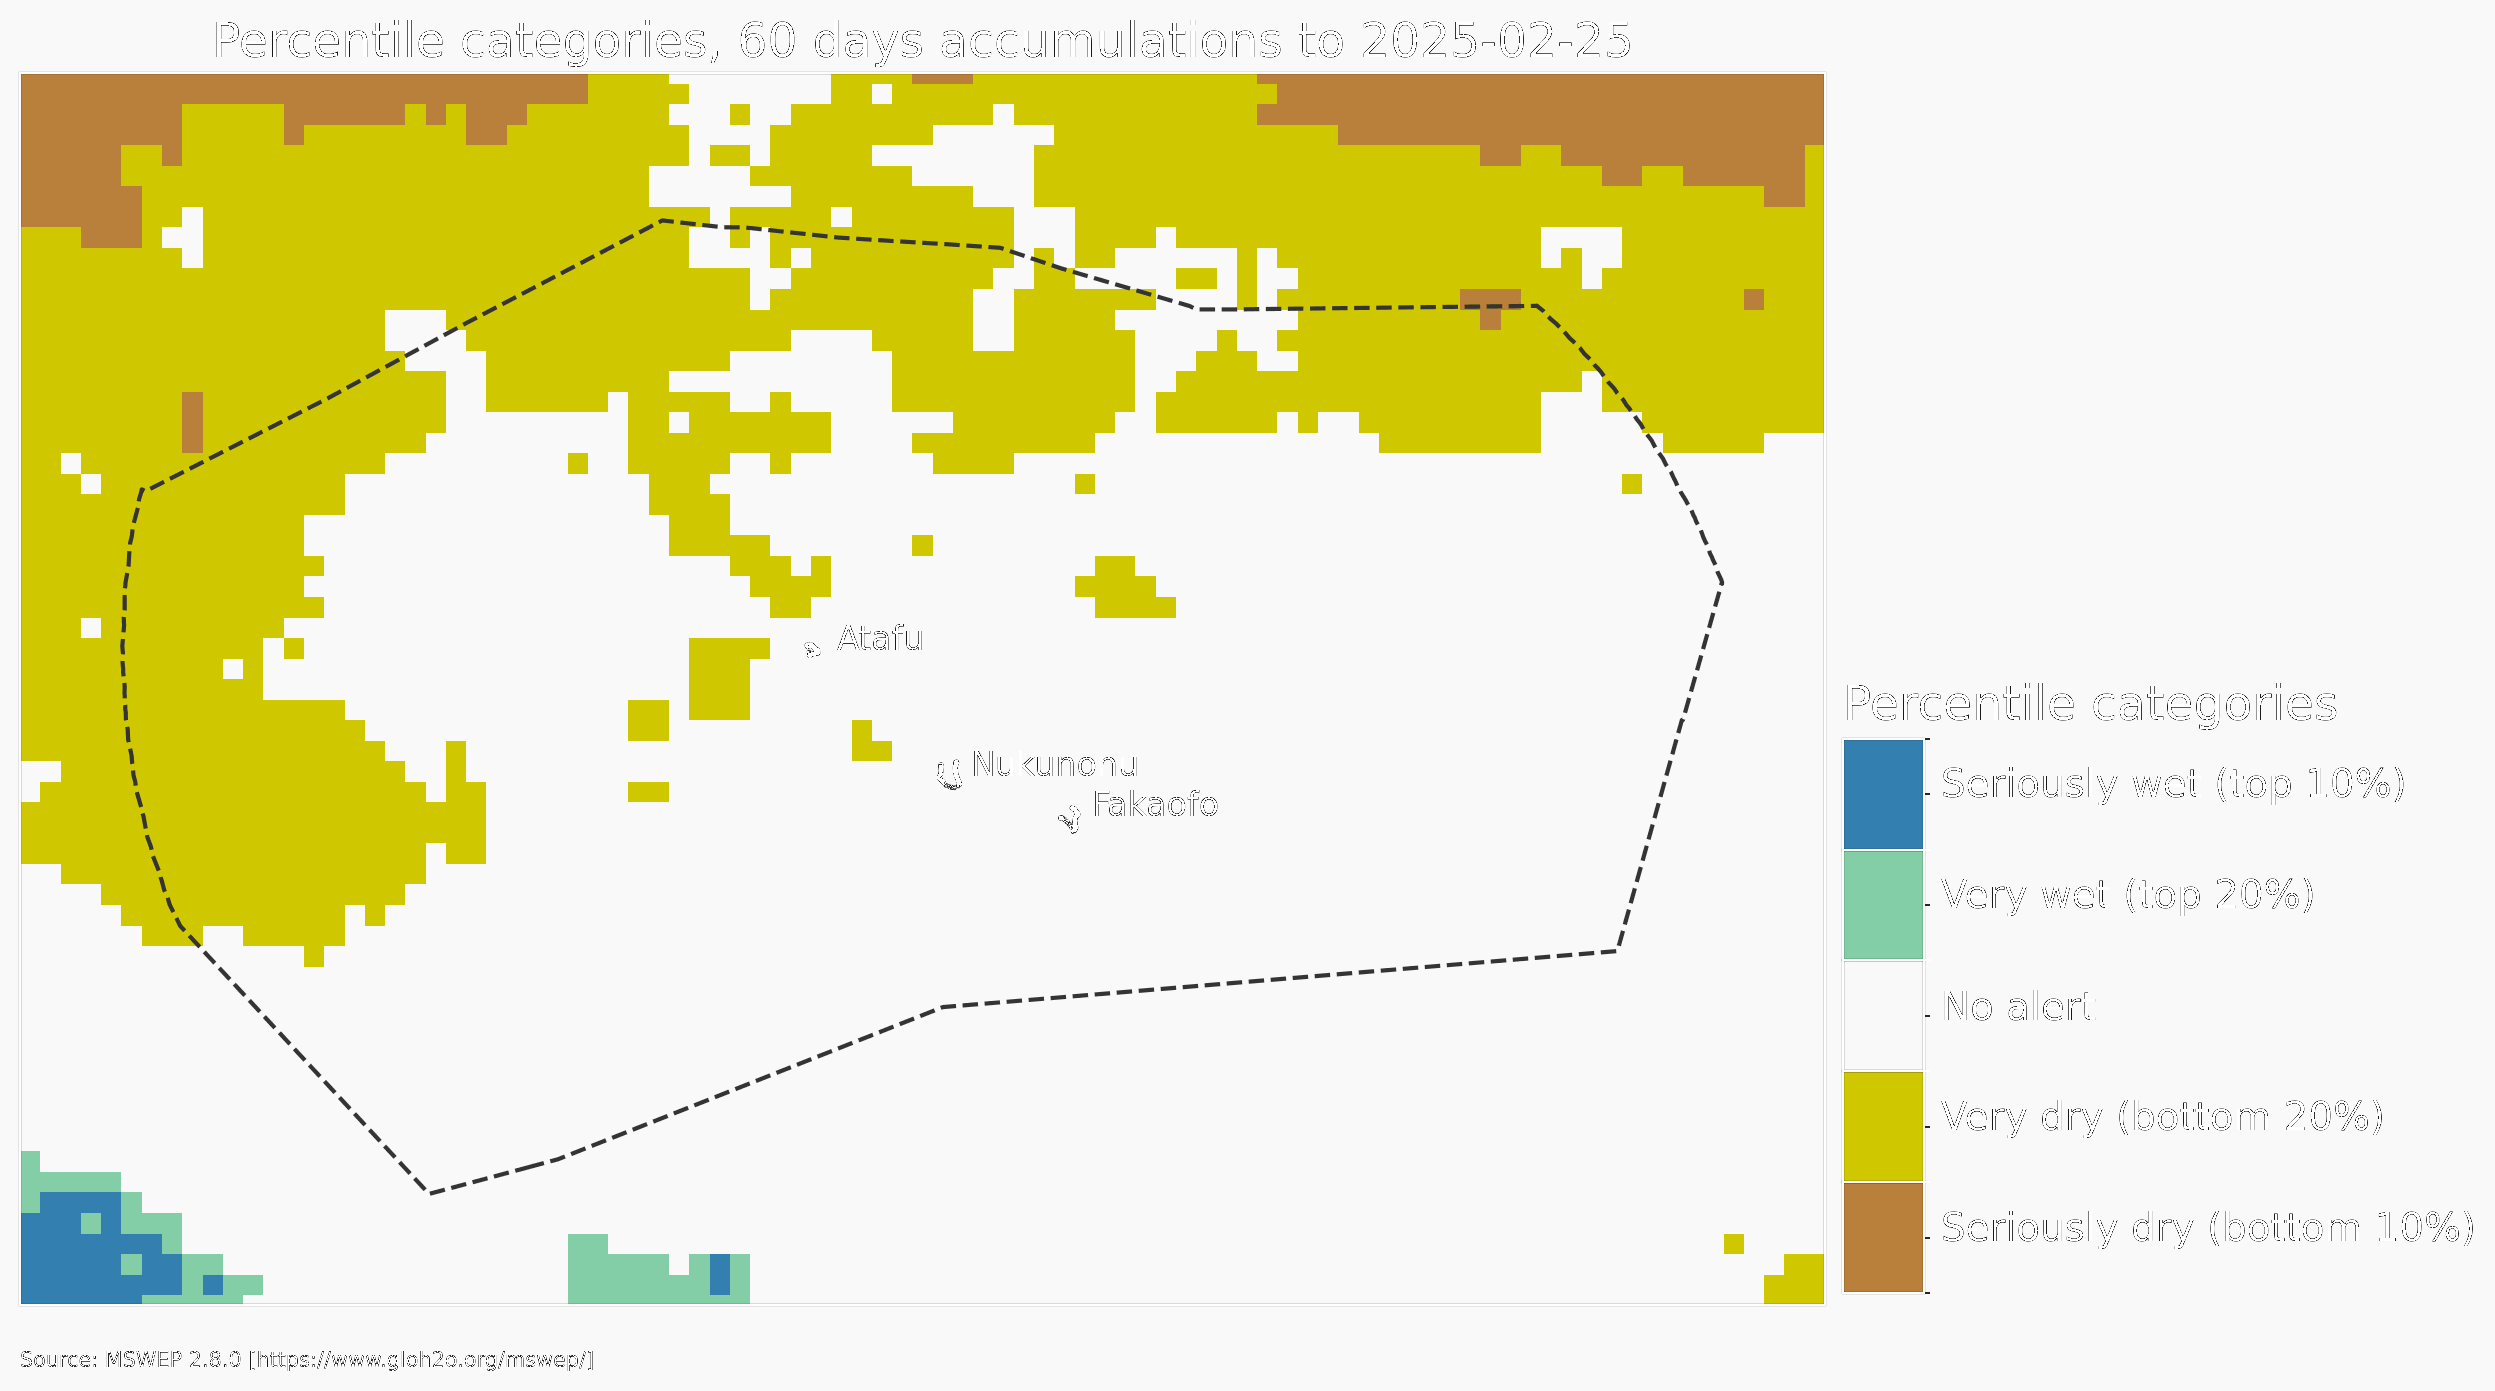 Percentile categories, 60 days accumulations to 2025-02-25
Atafu
Nukunonu
Fakaofo
Percentile categories
Seriously wet (top 10%)
Very wet (top 20%)
No alert
Very dry (bottom 20%)
Seriously dry (bottom 10%)
Source: MSWEP 2.8.0 [https://www.gloh2o.org/mswep/]